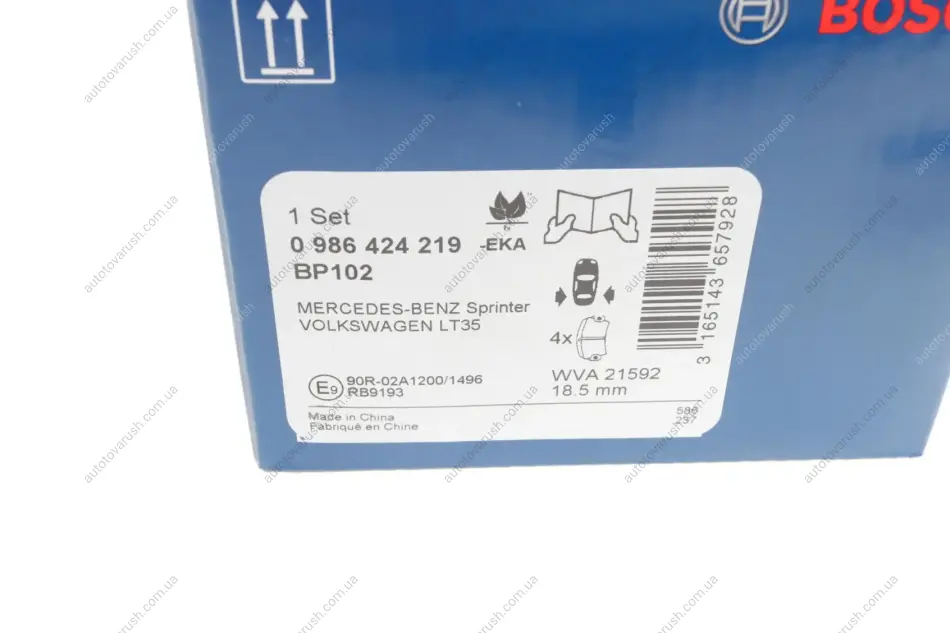 BOSC
1 Set
0 986 424 219 -EKA
BP102
N
MERCEDES-BENZ Sprinter
VOLKSWAGEN LT35
4x
WVA 21592
18.5 mm
E9 90R-02A1200/1496
RB9193
Made in China
Fabriqué en Chine
3 165143 657928
autotovarush.com.ua